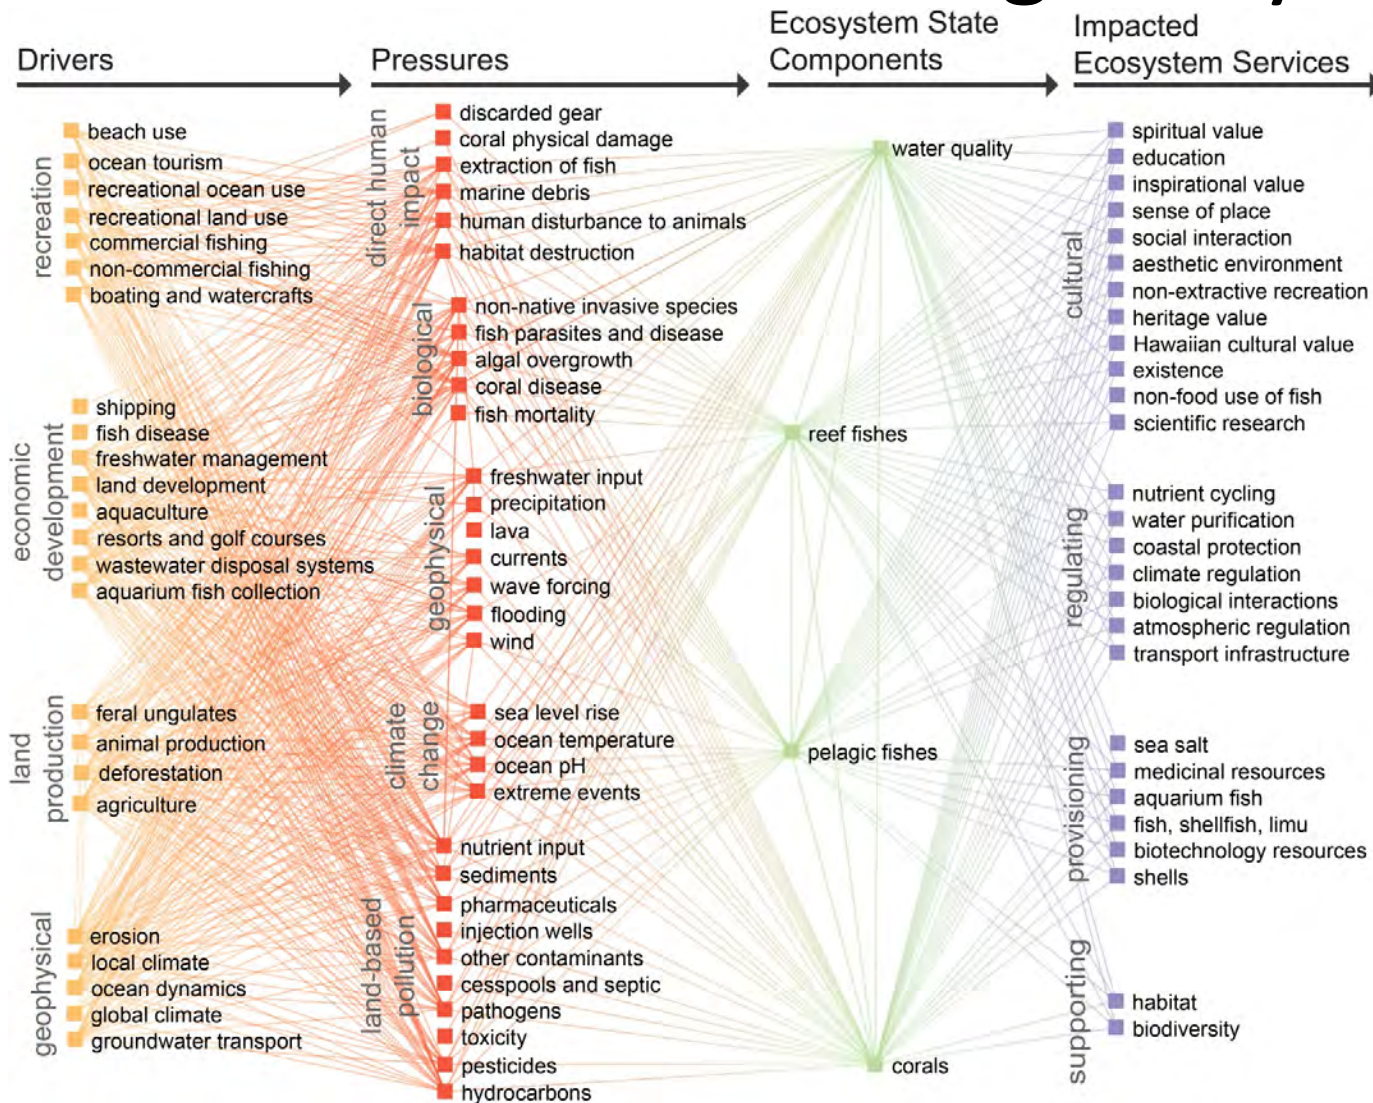 Drivers
Pressures
Ecosystem State
Components
Impacted
Ecosystem Services
recreation
beach use
ocean tourism
recreational ocean use
recreational land use
commercial fishing
non-commercial fishing
boating and watercrafts
economic
development
shipping
fish disease
freshwater management
land development
aquaculture
resorts and golf courses
wastewater disposal systems
aquarium fish collection
land
production
feral ungulates
animal production
deforestation
agriculture
geophysical
erosion
local climate
ocean dynamics
global climate
groundwater transport
direct human
impact
discarded gear
coral physical damage
extraction of fish
marine debris
human disturbance to animals
habitat destruction
biological
non-native invasive species
fish parasites and disease
algal overgrowth
coral disease
fish mortality
geophysical
freshwater input
precipitation
lava
currents
wave forcing
flooding
wind
climate
change
sea level rise
ocean temperature
ocean pH
extreme events
land-based
pollution
nutrient input
sediments
pharmaceuticals
injection wells
other contaminants
cesspools and septic
pathogens
toxicity
pesticides
hydrocarbons
water quality
reef fishes
pelagic fishes
corals
cultural
spiritual value
education
inspirational value
sense of place
social interaction
aesthetic environment
non-extractive recreation
heritage value
Hawaiian cultural value
existence
non-food use of fish
scientific research
regulating
nutrient cycling
water purification
coastal protection
climate regulation
biological interactions
atmospheric regulation
transport infrastructure
provisioning
sea salt
medicinal resources
aquarium fish
fish, shellfish, limu
biotechnology resources
shells
supporting
habitat
biodiversity